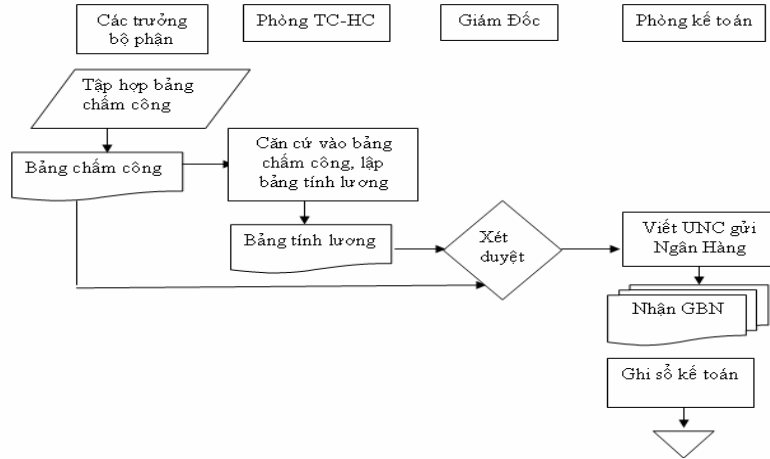 Các trưởng
bộ phận
Phòng TC-HC
Giám Đốc
Phòng kế toán
Tập hợp bảng
chấm công
Bảng chấm công
Căn cứ vào bảng
chấm công, lập
bảng tính lương
Bảng tính lương
Xét
duyệt
Viết UNC gửi
Ngân Hàng
Nhận GBN
Ghi sổ kế toán